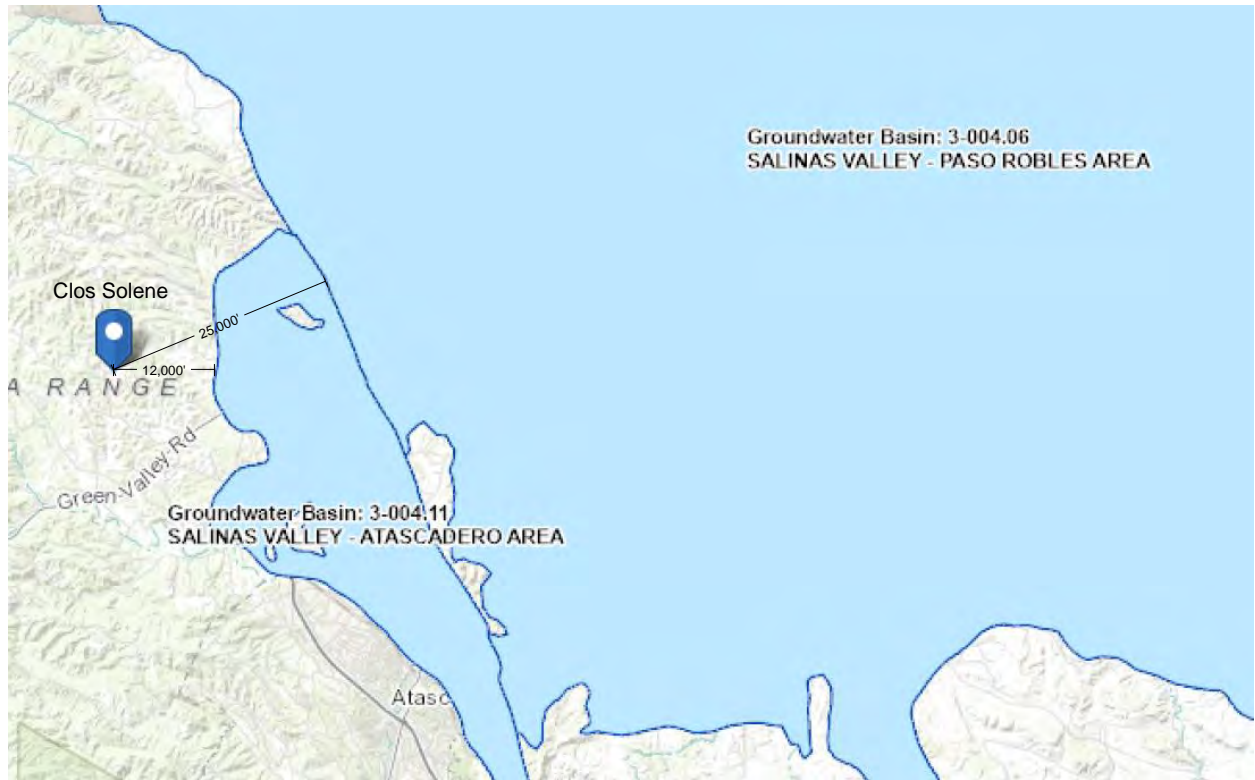 Groundwater Basin: 3-004.06
SALINAS VALLEY - PASO ROBLES AREA
Clos Solene
25,000'
12,000'
A RANGE
Green Valley Rd
Groundwater Basin: 3-004.11
SALINAS VALLEY - ATASCADERO AREA
Atasc